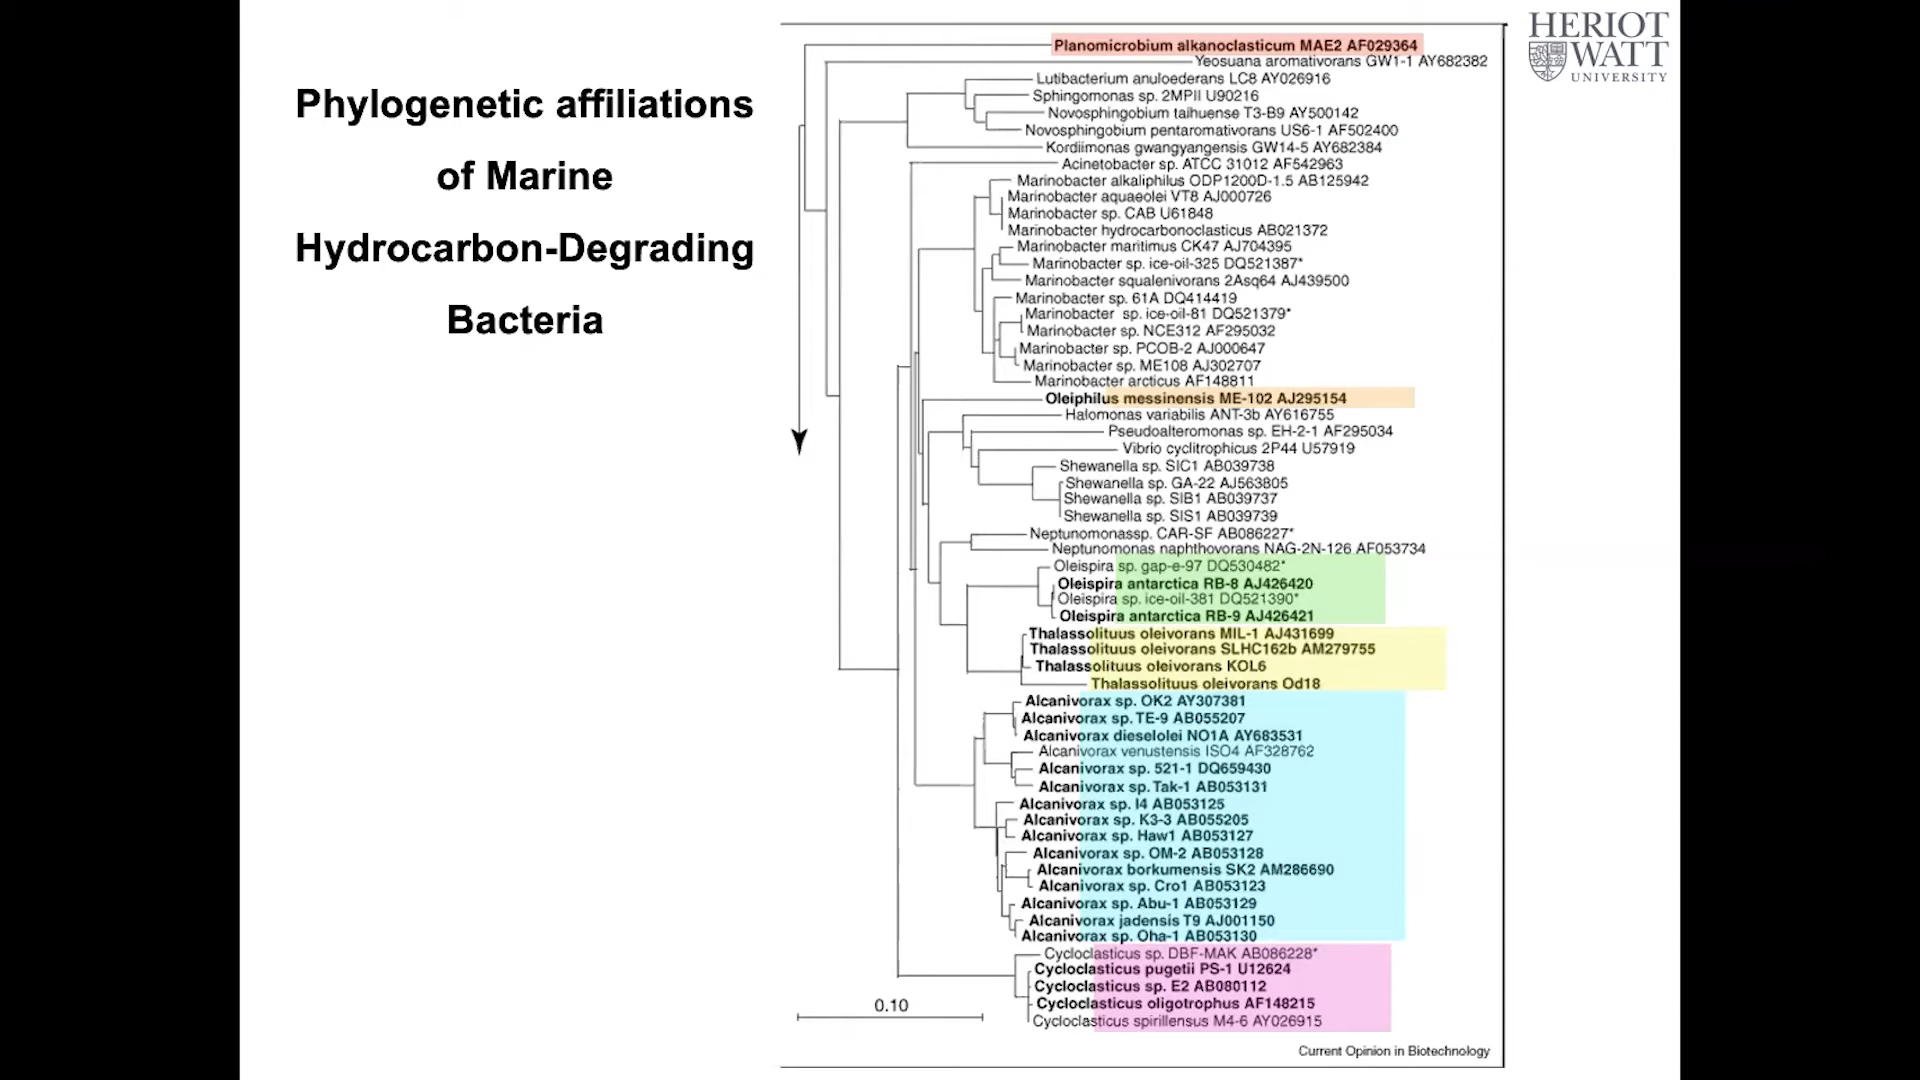 Phylogenetic affiliations
of Marine
Hydrocarbon-Degrading
Bacteria
HERIOT
WATT
UNIVERSITY
Planomicrobium alkanoclasticum MAE2 AF029364
Yeosuana aromativorans GW1-1 AY682382
Lutibacterium anuloederans LC8 AY026916
Sphingomonas sp. 2MPII U90216
Novosphingobium taihuense T3-B9 AY500142
Novosphingobium pentaromativorans US6-1 AF502400
Kordiimonas gwangyangensis GW14-5 AY682384
Acinetobacter sp. ATCC 31012 AF542963
Marinobacter alkaliphilus ODP1200D-1.5 AB125942
Marinobacter aquaeolei VT8 AJ000726
Marinobacter sp. CAB U61848
Marinobacter hydrocarbonoclasticus AB021372
Marinobacter maritimus CK47 AJ704395
Marinobacter sp. ice-oil-325 DQ521387*
Marinobacter squalenivorans 2Asq64 AJ439500
Marinobacter sp. 61A DQ414419
Marinobacter sp. ice-oil-81 DQ521379*
Marinobacter sp. NCE312 AF295032
Marinobacter sp. PCOB-2 AJ000647
Marinobacter sp. ME108 AJ302707
Marinobacter arcticus AF148811
Oleiphilus messinensis ME-102 AJ295154
Halomonas variabilis ANT-3b AY616755
Pseudoalteromonas sp. EH-2-1 AF295034
Vibrio cyclitrophicus 2P44 U57919
Shewanella sp. SIC1 AB039738
Shewanella sp. GA-22 AJ563805
Shewanella sp. SIB1 AB039737
Shewanella sp. SIS1 AB039739
Neptunomonassp. CAR-SF AB086227*
Neptunomonas naphthovorans NAG-2N-126 AF053734
Oleispira sp. gap-e-97 DQ530482*
Oleispira antarctica RB-8 AJ426420
Oleispira sp. ice-oil-381 DQ521390*
Oleispira antarctica RB-9 AJ426421
Thalassolituus oleivorans MIL-1 AJ431699
Thalassolituus oleivorans SLHC162b AM279755
Thalassolituus oleivorans KOL6
Thalassolituus oleivorans Od18
Alcanivorax sp. OK2 AY307381
Alcanivorax sp. TE-9 AB055207
Alcanivorax dieselolei NO1A AY683531
Alcanivorax venustensis ISO4 AF328762
Alcanivorax sp. 521-1 DQ659430
Alcanivorax sp. Tak-1 AB053131
Alcanivorax sp. I4 AB053125
Alcanivorax sp. K3-3 AB055205
Alcanivorax sp. Haw1 AB053127
Alcanivorax sp. OM-2 AB053128
Alcanivorax borkumensis SK2 AM286690
Alcanivorax sp. Cro1 AB053123
Alcanivorax sp. Abu-1 AB053129
Alcanivorax jadensis T9 AJ001150
Alcanivorax sp. Oha-1 AB053130
Cycloclasticus sp. DBF-MAK AB086228*
Cycloclasticus pugetii PS-1 U12624
Cycloclasticus sp. E2 AB080112
Cycloclasticus oligotrophus AF148215
Cycloclasticus spirillensus M4-6 AY026915
0.10
Current Opinion in Biotechnology